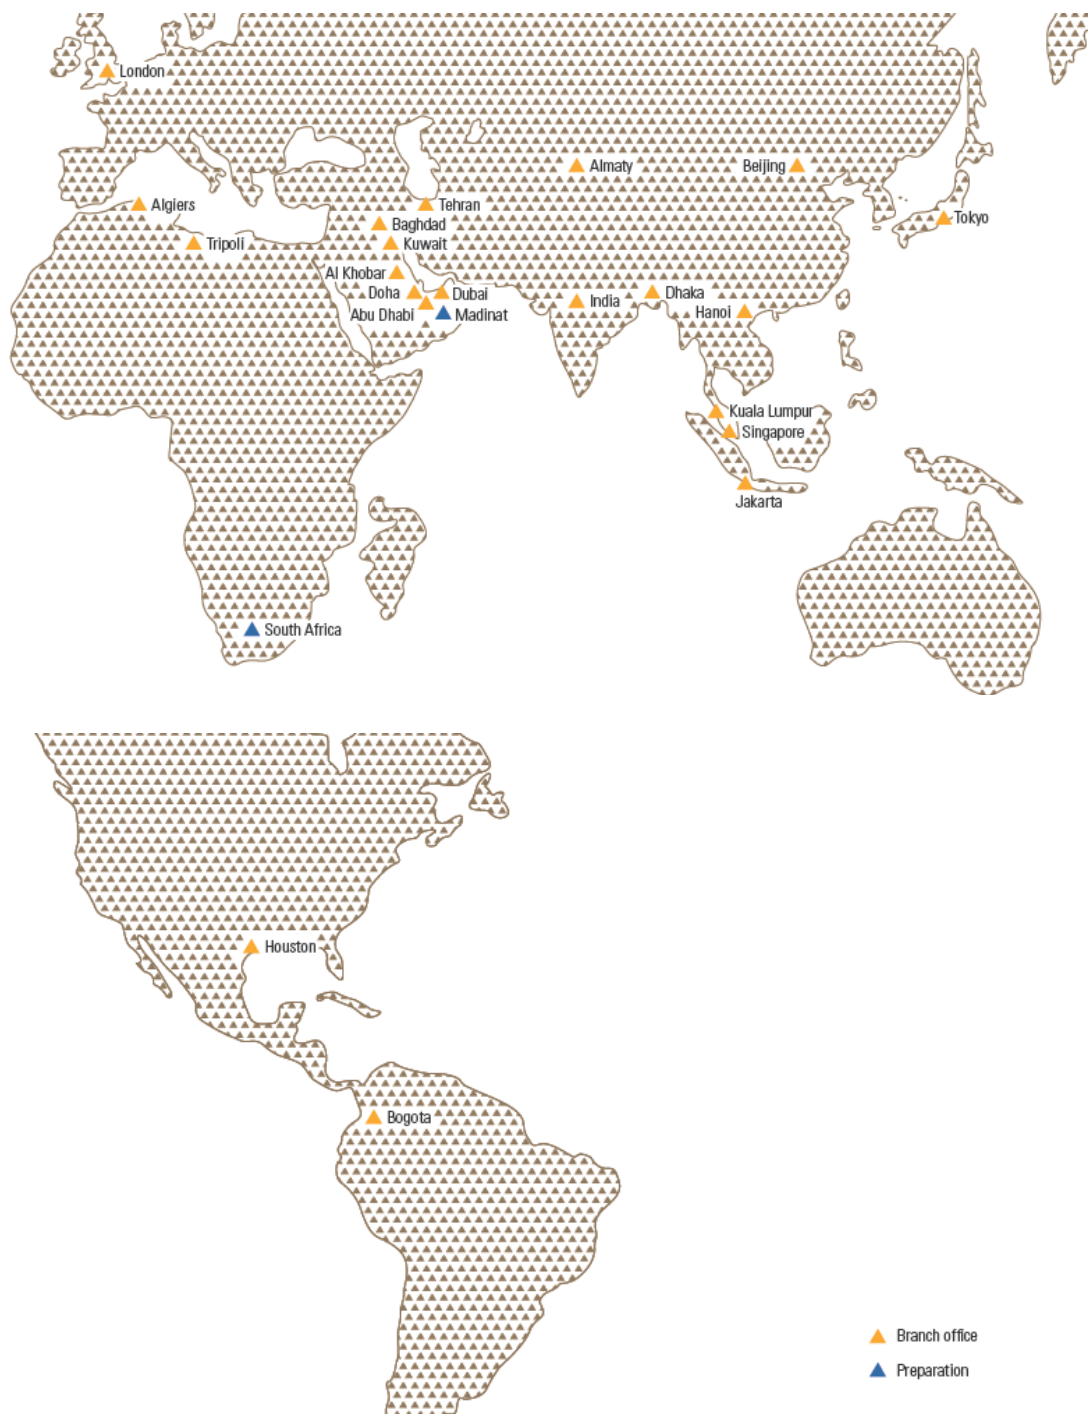 London
Almaty
Beijing
Algiers
Tehran
Tokyo
Baghdad
Tripoli
Kuwait
Al Khobar
Doha
Dubai
India
Dhaka
Abu Dhabi
Madinat
Hanoi
Kuala Lumpur
Singapore
Jakarta
South Africa
Houston
Bogota
Branch office
Preparation